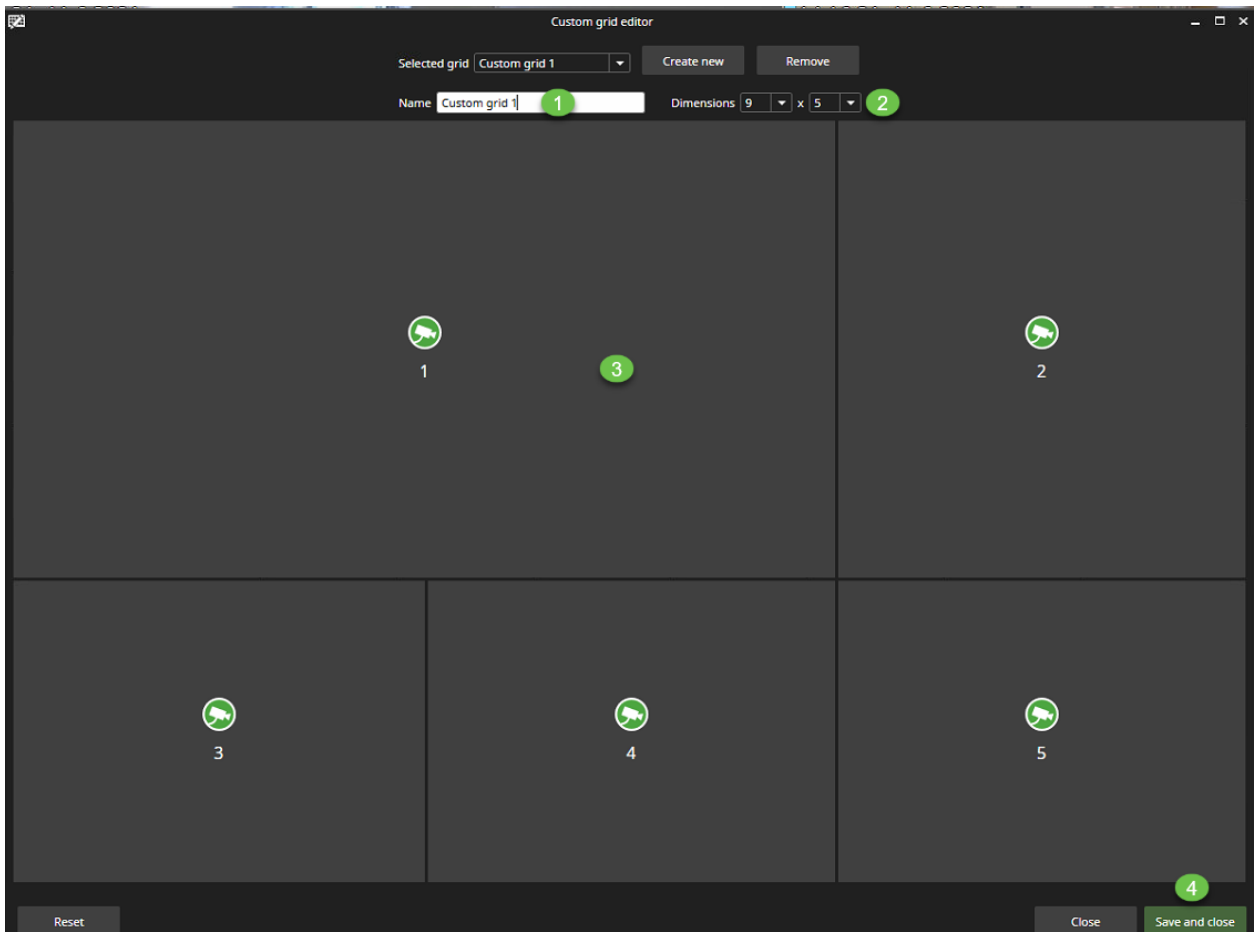 Custom grid editor
Selected grid Custom grid 1 Create new Remove
Name Custom grid 1 1 Dimensions 9 x 5 2
3
1 2
3 4 5
4
Reset Close Save and close